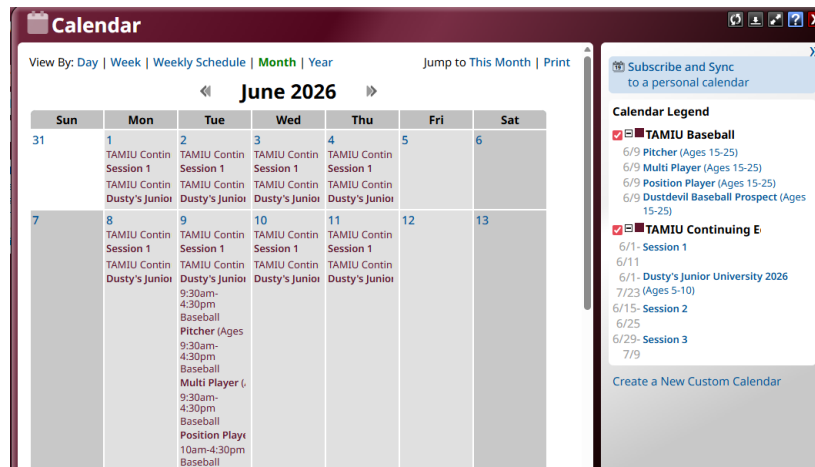 Calendar
View By: Day | Week | Weekly Schedule | Month | Year
Jump to This Month | Print
June 2026
Sun Mon Tue Wed Thu Fri Sat
31 1 2 3 4 5 6
TAMIU Contin TAMIU Contin TAMIU Contin TAMIU Contin
Session 1 Session 1 Session 1 Session 1
TAMIU Contin TAMIU Contin TAMIU Contin TAMIU Contin
Dusty's Junior Dusty's Junior Dusty's Junior Dusty's Junior
7 8 9 10 11 12 13
TAMIU Contin TAMIU Contin TAMIU Contin TAMIU Contin
Session 1 Session 1 Session 1 Session 1
TAMIU Contin TAMIU Contin TAMIU Contin TAMIU Contin
Dusty's Junior Dusty's Junior Dusty's Junior Dusty's Junior
9:30am-
4:30pm
Baseball
Pitcher (Ages
9:30am-
4:30pm
Baseball
Multi Player (
9:30am-
4:30pm
Baseball
Position Playe
10am-4:30pm
Baseball
Subscribe and Sync
to a personal calendar
Calendar Legend
TAMIU Baseball
6/9 Pitcher (Ages 15-25)
6/9 Multi Player (Ages 15-25)
6/9 Position Player (Ages 15-25)
6/9 Dustdevil Baseball Prospect (Ages
15-25)
TAMIU Continuing E
6/1- Session 1
6/11
6/1- Dusty's Junior University 2026
7/23 (Ages 5-10)
6/15- Session 2
6/25
6/29- Session 3
7/9
Create a New Custom Calendar